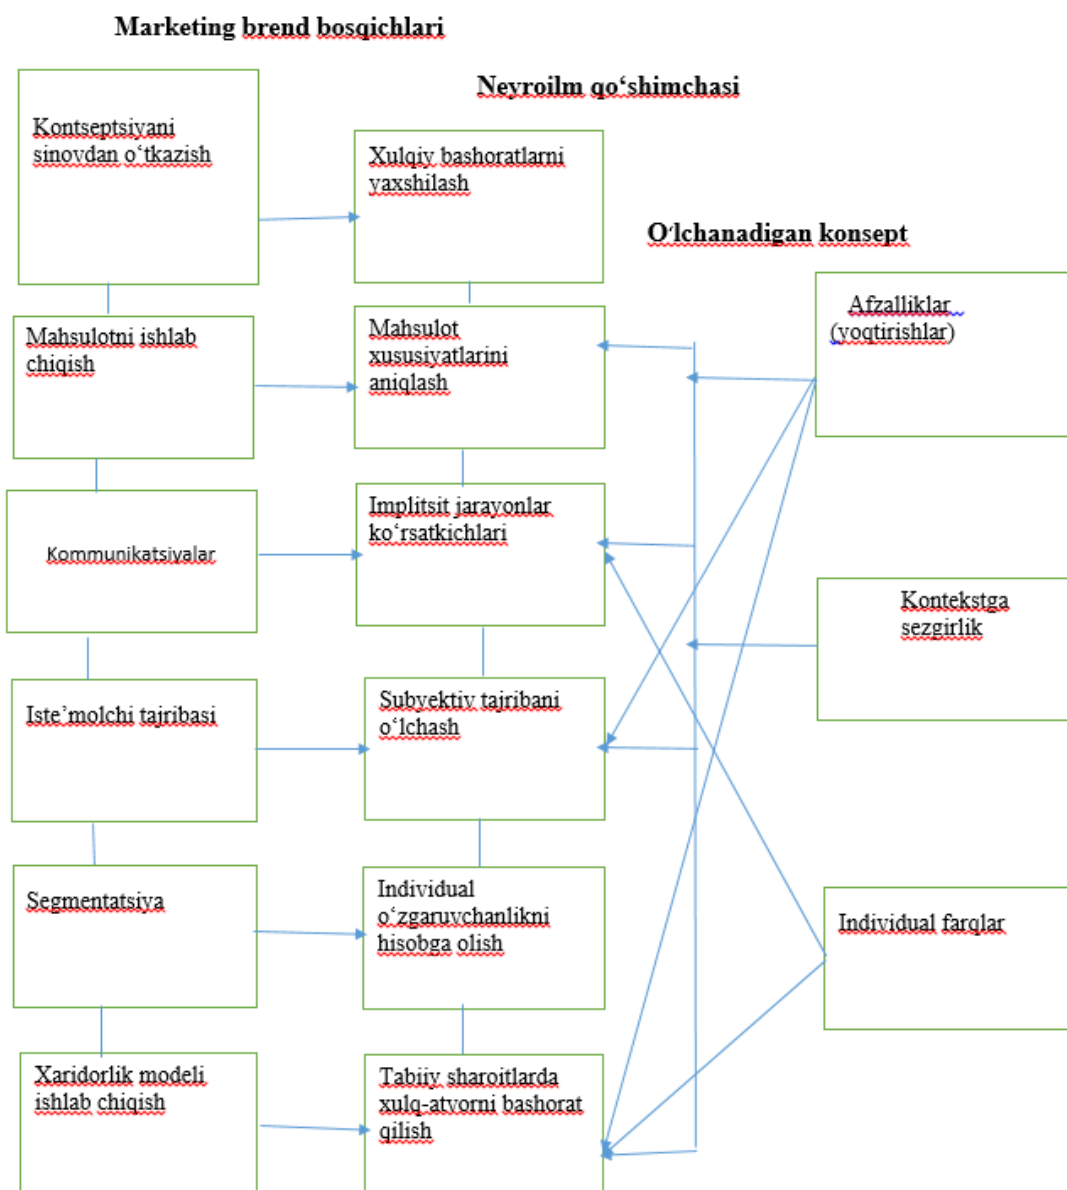 Marketing brend bosqichlari
Neyroilm qo‘shimchasi
O‘lchanadigan konsept
Kontseptsiyani
sinovdan o‘tkazish
Mahsulotni ishlab
chiqish
Kommunikatsiyalar
Iste’molchi tajribasi
Segmentatsiya
Xaridorlik modeli
ishlab chiqish
Xulqiy bashoratlarni
yaxshilash
Mahsulot
xususiyatlarini
aniqlash
Implitsit jarayonlar
ko‘rsatkichlari
Subyektiv tajribani
o‘lchash
Individual
o‘zgaruvchanlikni
hisobga olish
Tabiiy sharoitlarda
xulq-atvorni bashorat
qilish
Afzalliklar
(yoqtirishlar)
Kontekstga
sezgirlik
Individual farqlar